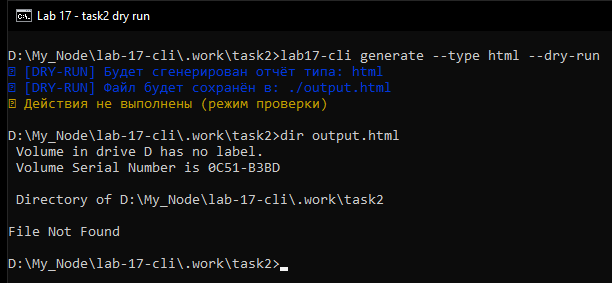 Lab 17 - task2 dry run
D:\My_Node\lab-17-cli\.work\task2>lab17-cli generate --type html --dry-run
[DRY-RUN] Будет сгенерирован отчёт типа: html
[DRY-RUN] Файл будет сохранён в: ./output.html
Действия не выполнены (режим проверки)
D:\My_Node\lab-17-cli\.work\task2>dir output.html
Volume in drive D has no label.
Volume Serial Number is 0C51-B3BD
Directory of D:\My_Node\lab-17-cli\.work\task2
File Not Found
D:\My_Node\lab-17-cli\.work\task2>